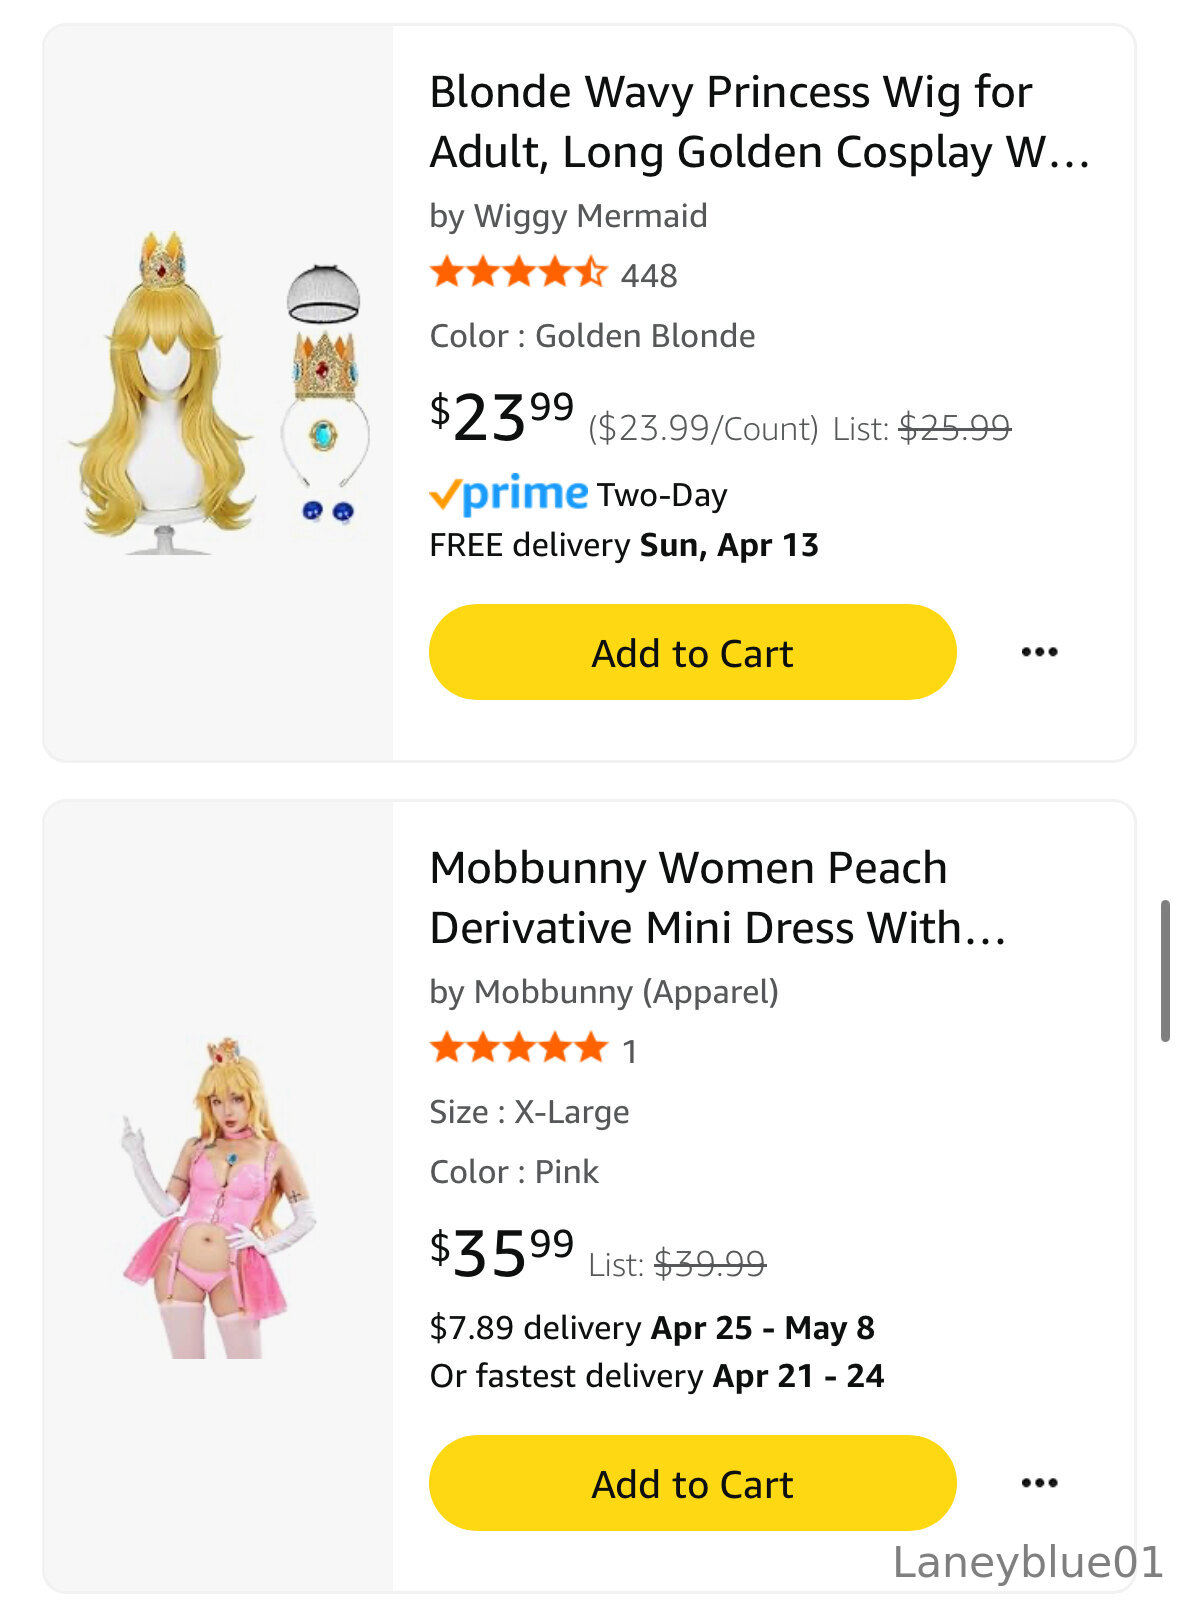 Blonde Wavy Princess Wig for
Adult, Long Golden Cosplay W...
by Wiggy Mermaid
448
Color : Golden Blonde
$23.99 ($23.99/Count) List: $25.99
prime Two-Day
FREE delivery Sun, Apr 13
Add to Cart
Mobbunny Women Peach
Derivative Mini Dress With...
by Mobbunny (Apparel)
1
Size : X-Large
Color : Pink
$35.99 List: $39.99
$7.89 delivery Apr 25 - May 8
Or fastest delivery Apr 21 - 24
Add to Cart
Laneyblue01